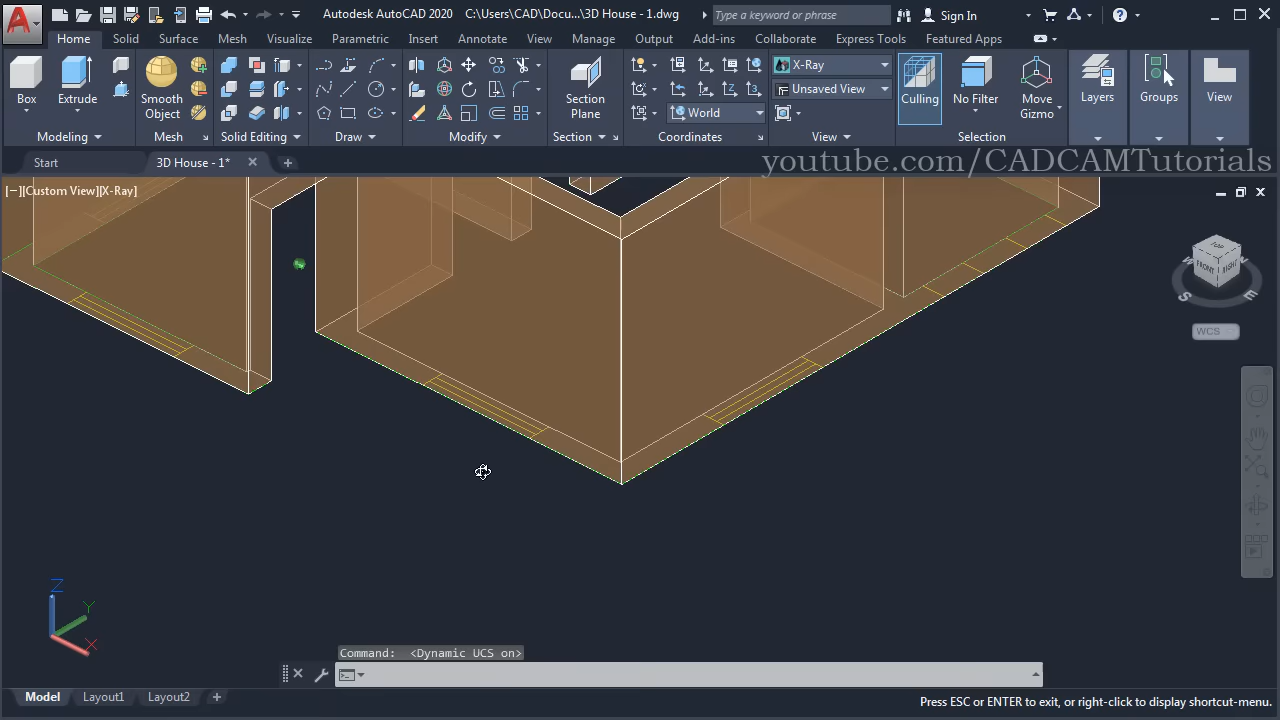 Autodesk AutoCAD 2020 C:\Users\CAD\Docu...\3D House - 1.dwg
Type a keyword or phrase
Sign In
Home Solid Surface Mesh Visualize Parametric Insert Annotate View Manage Output Add-ins Collaborate Express Tools Featured Apps
Box
Extrude
Smooth
Object
Section
Plane
X-Ray
Unsaved View
World
Culling
No Filter
Move
Gizmo
Layers
Groups
View
Modeling Mesh Solid Editing Draw Modify Section Coordinates View Selection
Start
3D House - 1*
youtube.com/CADCAMTutorials
[−][Custom View][X-Ray]
TOP
FRONT
RIGHT
W
S
E
WCS
Z
Y
X
Command: <Dynamic UCS on>
Model Layout1 Layout2
Press ESC or ENTER to exit, or right-click to display shortcut-menu.